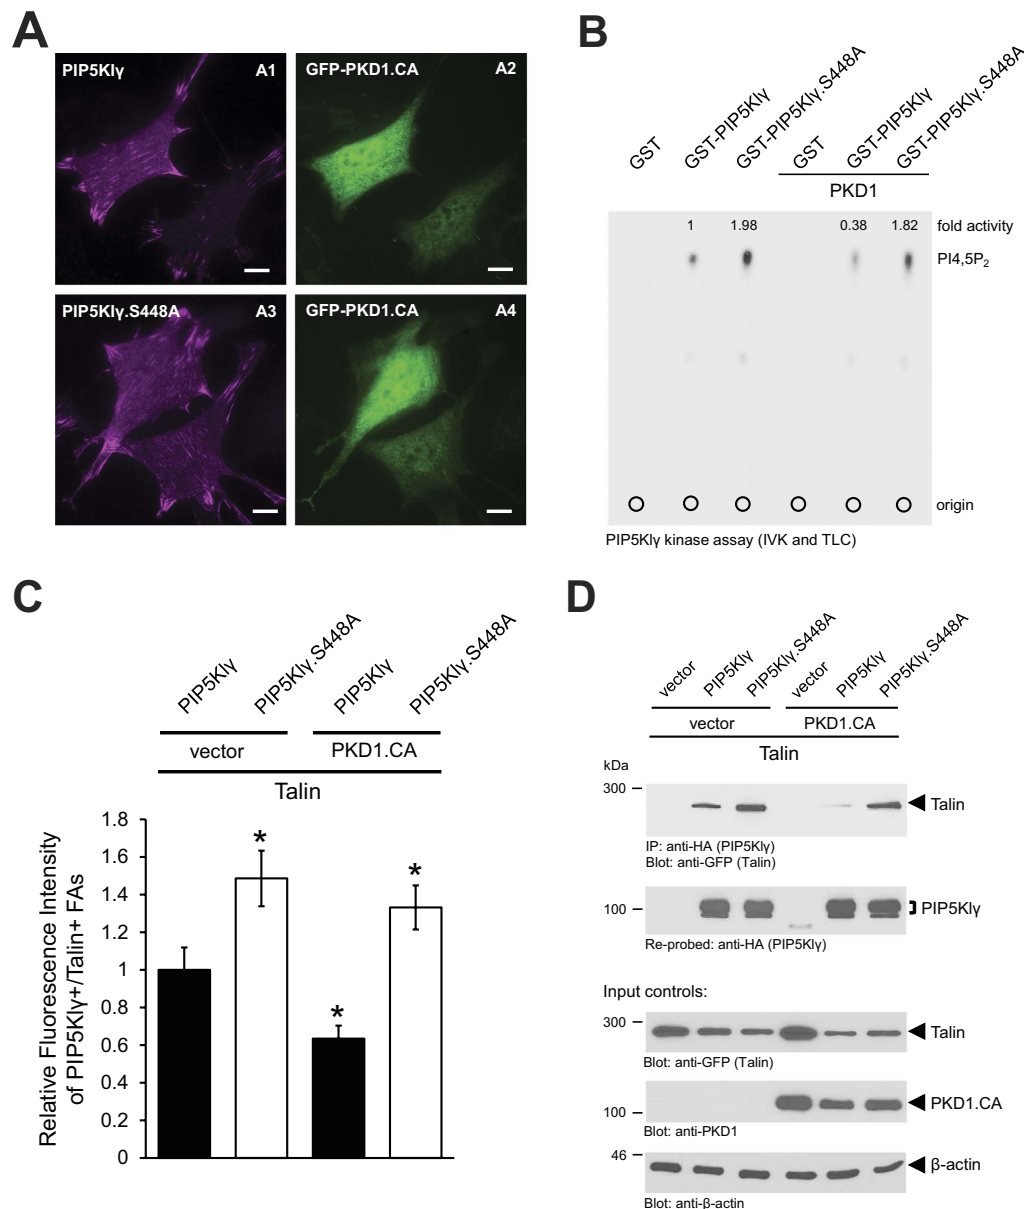 A
PIP5KIγ A1
GFP-PKD1.CA A2
PIP5KIγ.S448A A3
GFP-PKD1.CA A4
B
GST
GST-PIP5KIγ
GST-PIP5KIγ.S448A
GST
GST-PIP5KIγ
GST-PIP5KIγ.S448A
PKD1
1 1.98 0.38 1.82 fold activity
PI4,5P2
origin
PIP5KIγ kinase assay (IVK and TLC)
C
PIP5KIγ
PIP5KIγ.S448A
PIP5KIγ
PIP5KIγ.S448A
vector PKD1.CA
Talin
Relative Fluorescence Intensity
of PIP5KIγ+/Talin+ FAs
1.8
1.6
1.4
1.2
1
0.8
0.6
0.4
0.2
0
*
*
*
D
vector
PIP5KIγ
PIP5KIγ.S448A
vector
PIP5KIγ
PIP5KIγ.S448A
vector PKD1.CA
Talin
kDa
300 Talin
IP: anti-HA (PIP5KIγ)
Blot: anti-GFP (Talin)
100 PIP5KIγ
Re-probed: anti-HA (PIP5KIγ)
Input controls:
300 Talin
Blot: anti-GFP (Talin)
100 PKD1.CA
Blot: anti-PKD1
46 β-actin
Blot: anti-β-actin